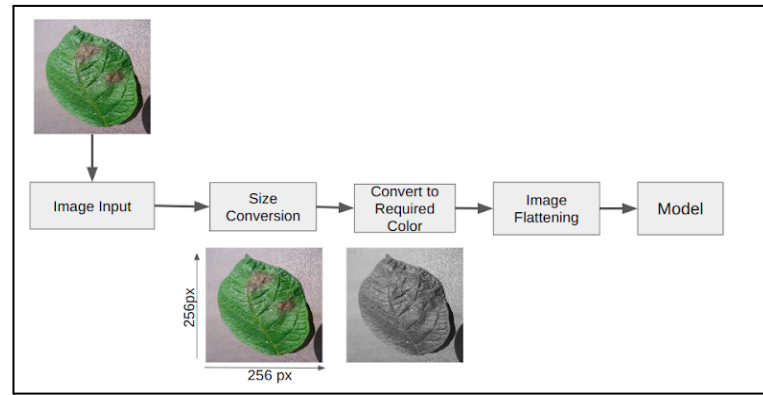 Image Input
Size
Conversion
Convert to
Required
Color
Image
Flattening
Model
256px
256 px